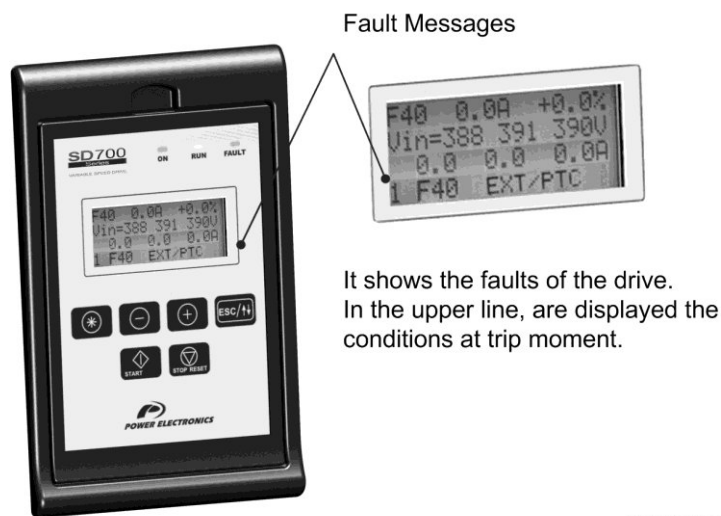 Fault Messages
F40 0.0A +0.0%
Vin=388 391 390V
0.0 0.0 0.0A
1 F40 EXT/PTC
SD700
Series
VARIABLE SPEED DRIVE
ON RUN FAULT
F40 0.0A +0.0%
Vin=388 391 390V
0.0 0.0 0.0A
1 F40 EXT/PTC
ESC/
START
STOP RESET
POWER ELECTRONICS
It shows the faults of the drive.
In the upper line, are displayed the
conditions at trip moment.